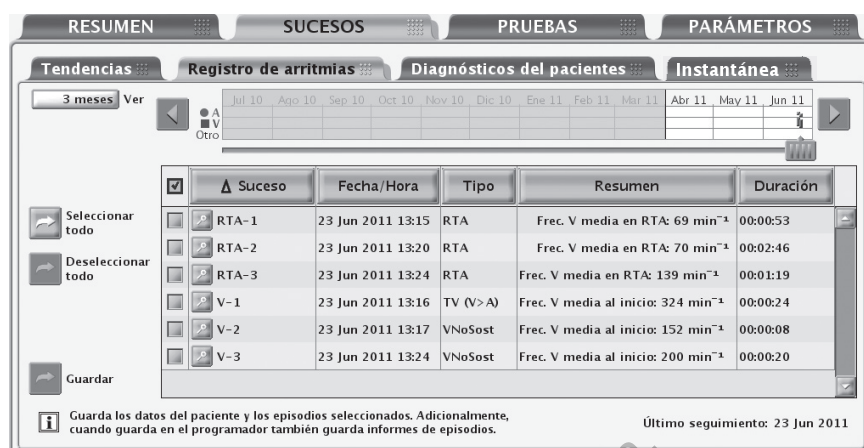 RESUMEN SUCESOS PRUEBAS PARÁMETROS
Tendencias Registro de arritmias Diagnósticos del pacientes Instantánea
3 meses Ver
Jul 10 Ago 10 Sep 10 Oct 10 Nov 10 Dic 10 Ene 11 Feb 11 Mar 11 Abr 11 May 11 Jun 11
A
V
Otro
Δ Suceso Fecha/Hora Tipo Resumen Duración
Seleccionar todo
Deseleccionar todo
Guardar
RTA-1 23 Jun 2011 13:15 RTA Frec. V media en RTA: 69 min⁻¹ 00:00:53
RTA-2 23 Jun 2011 13:20 RTA Frec. V media en RTA: 70 min⁻¹ 00:02:46
RTA-3 23 Jun 2011 13:24 RTA Frec. V media en RTA: 139 min⁻¹ 00:01:19
V-1 23 Jun 2011 13:16 TV (V>A) Frec. V media al inicio: 324 min⁻¹ 00:00:24
V-2 23 Jun 2011 13:17 VNoSost Frec. V media al inicio: 152 min⁻¹ 00:00:08
V-3 23 Jun 2011 13:24 VNoSost Frec. V media al inicio: 200 min⁻¹ 00:00:20
i Guarda los datos del paciente y los episodios seleccionados. Adicionalmente,
cuando guarda en el programador también guarda informes de episodios.
Último seguimiento: 23 Jun 2011